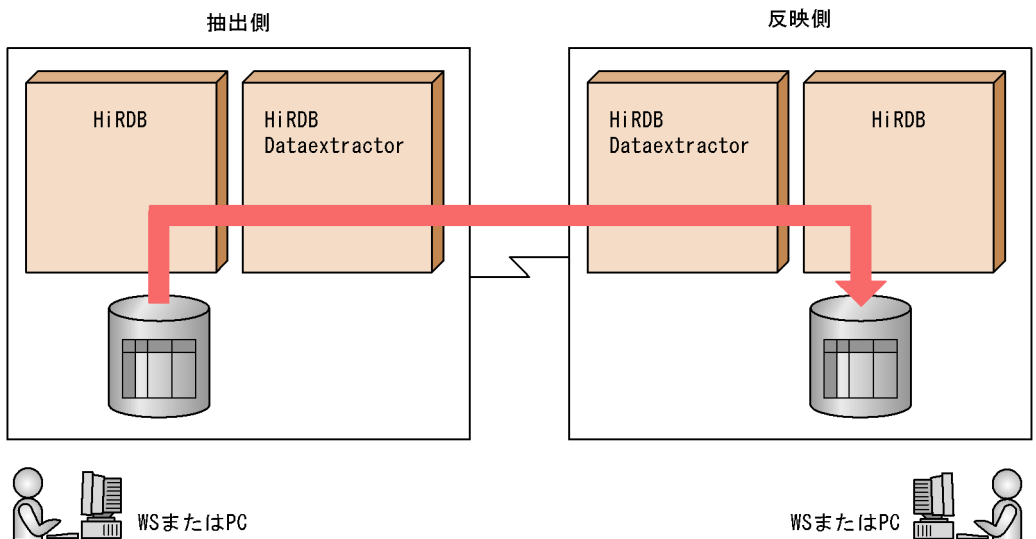 抽出側
反映側
HiRDB
HiRDB
Dataextractor
HiRDB
Dataextractor
HiRDB
WSまたはPC
WSまたはPC